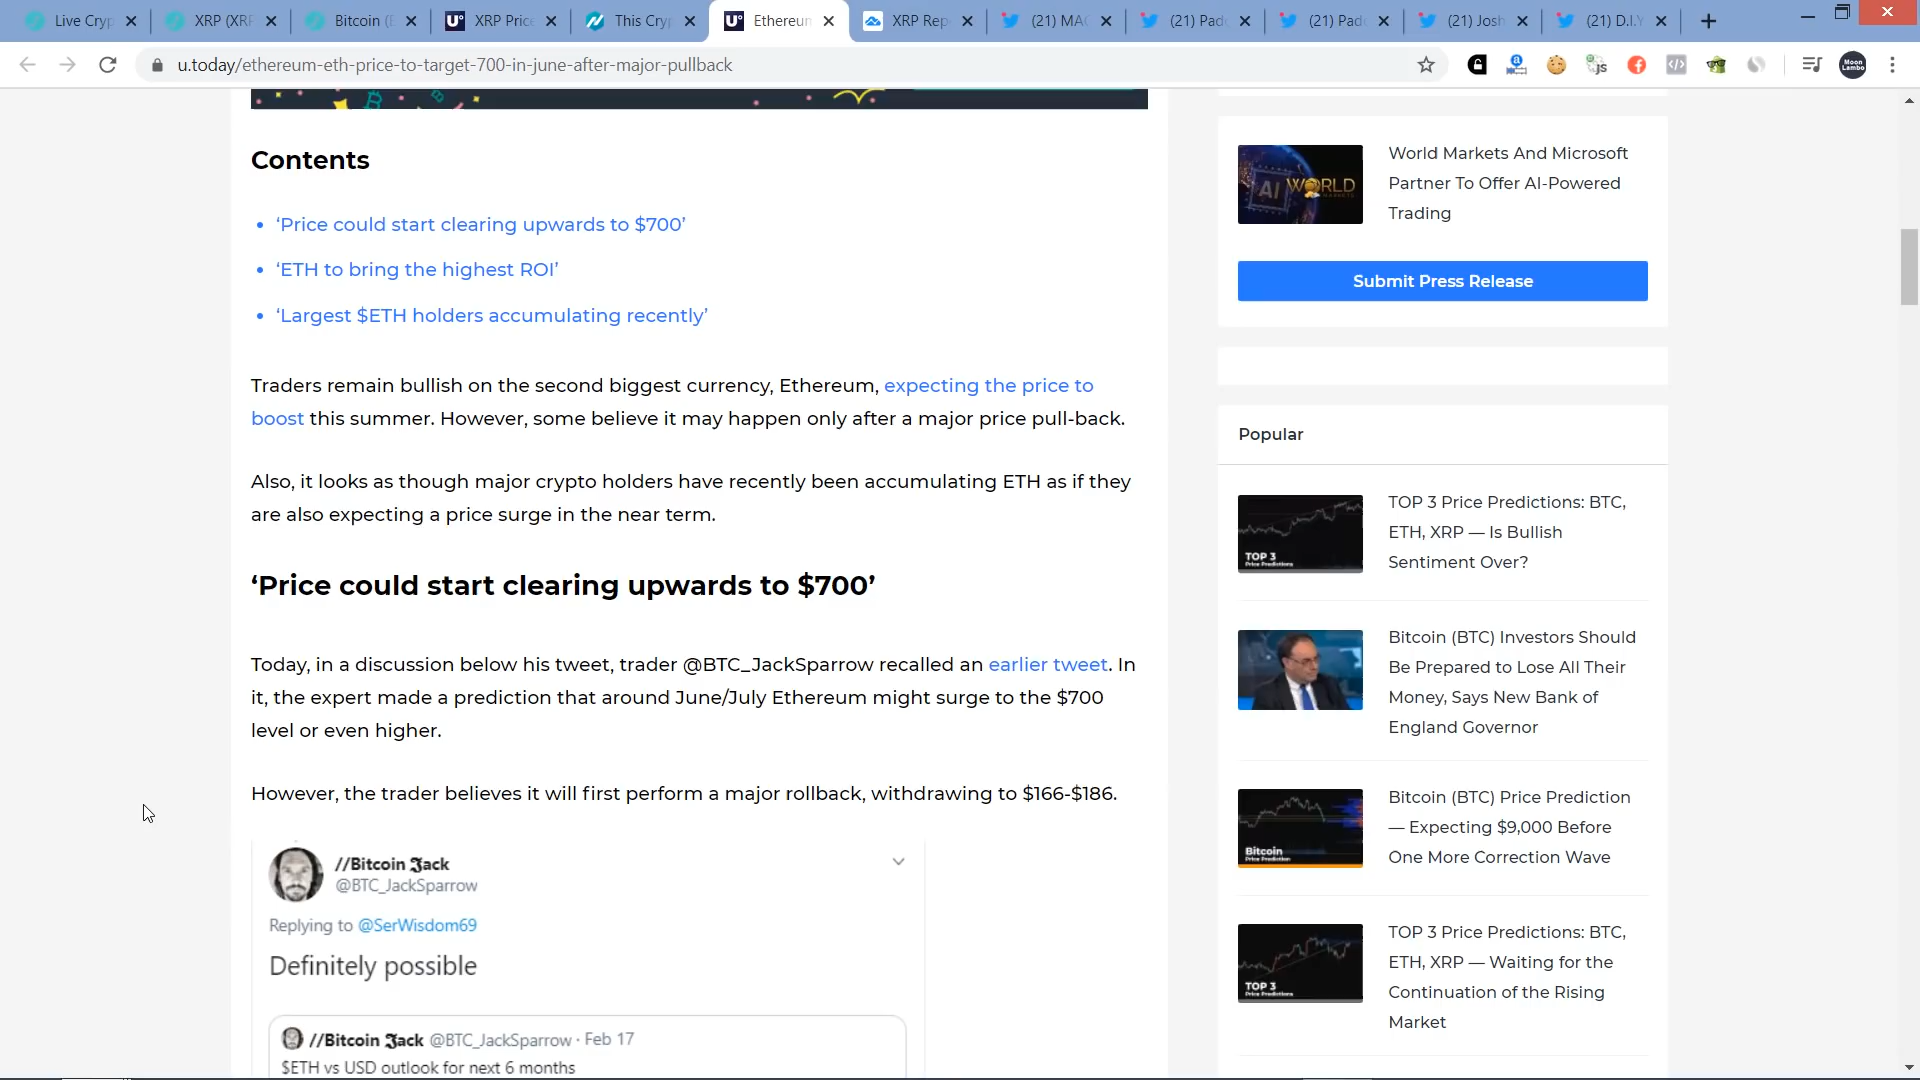 Live Cryp
XRP (XRP
Bitcoin (B
XRP Price
This Cryp
Ethereum
XRP Rep
(21) MAC
(21) Pado
(21) Pado
(21) Josh
(21) D.I.Y
u.today/ethereum-eth-price-to-target-700-in-june-after-major-pullback
Contents
‘Price could start clearing upwards to $700’
‘ETH to bring the highest ROI’
‘Largest $ETH holders accumulating recently’
Traders remain bullish on the second biggest currency, Ethereum, expecting the price to
boost this summer. However, some believe it may happen only after a major price pull-back.
Also, it looks as though major crypto holders have recently been accumulating ETH as if they
are also expecting a price surge in the near term.
‘Price could start clearing upwards to $700’
Today, in a discussion below his tweet, trader @BTC_JackSparrow recalled an earlier tweet. In
it, the expert made a prediction that around June/July Ethereum might surge to the $700
level or even higher.
However, the trader believes it will first perform a major rollback, withdrawing to $166-$186.
//Bitcoin 𝕵ack
@BTC_JackSparrow
Replying to @SerWisdom69
Definitely possible
//Bitcoin 𝕵ack @BTC_JackSparrow · Feb 17
$ETH vs USD outlook for next 6 months
AI WORLD
World Markets And Microsoft
Partner To Offer AI-Powered
Trading
Submit Press Release
Popular
TOP 3
Price Predictions
TOP 3 Price Predictions: BTC,
ETH, XRP — Is Bullish
Sentiment Over?
Bitcoin (BTC) Investors Should
Be Prepared to Lose All Their
Money, Says New Bank of
England Governor
Bitcoin
Price Prediction
Bitcoin (BTC) Price Prediction
— Expecting $9,000 Before
One More Correction Wave
TOP 3
Price Predictions
TOP 3 Price Predictions: BTC,
ETH, XRP — Waiting for the
Continuation of the Rising
Market